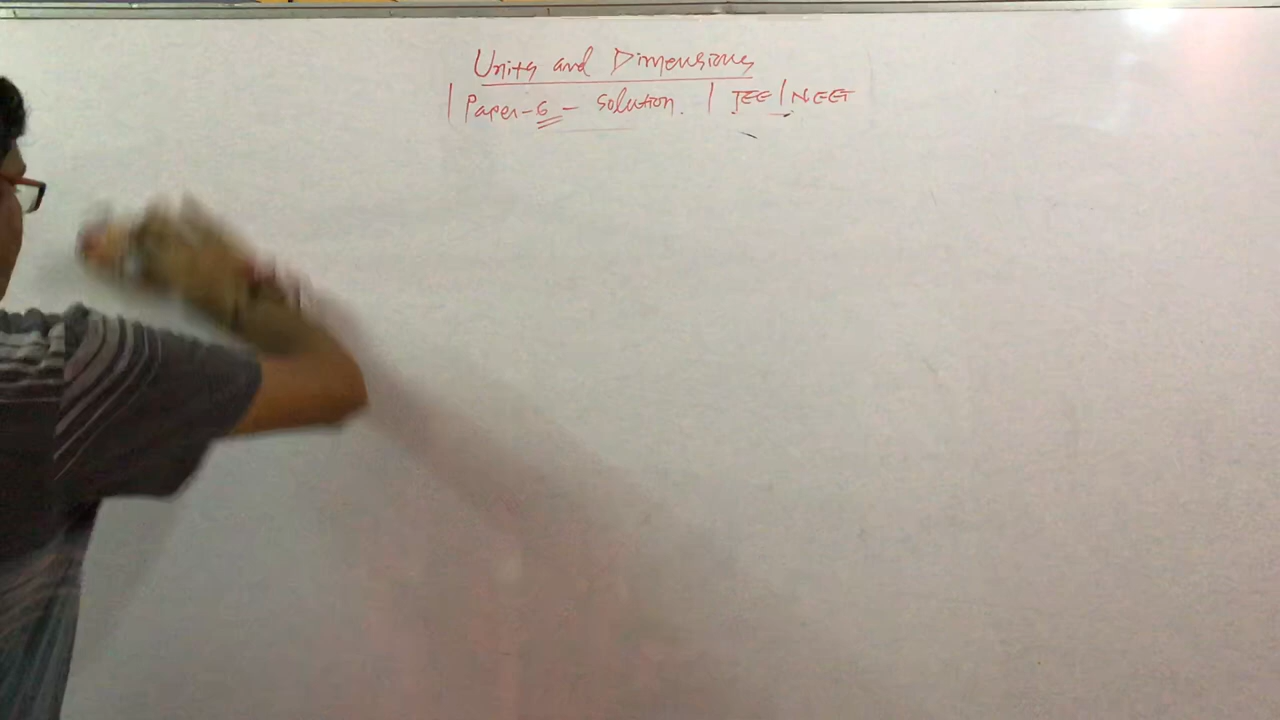 Units and Dimensions
| Paper-6 - Solution. | JEE | NEET